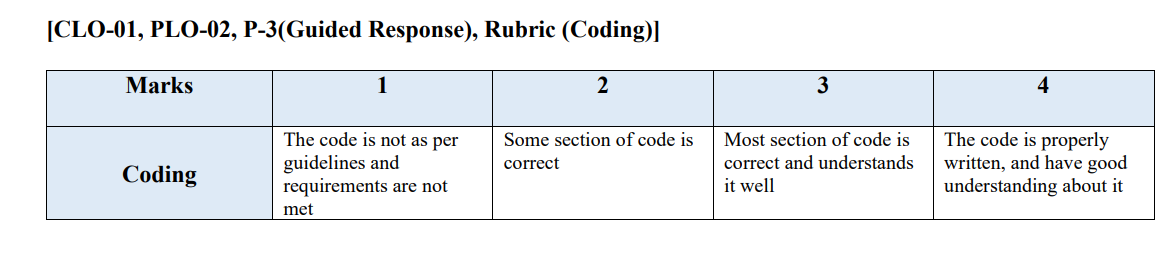 [CLO-01, PLO-02, P-3(Guided Response), Rubric (Coding)]
Marks
1
2
3
4
Coding
The code is not as per
guidelines and
requirements are not
met
Some section of code is
correct
Most section of code is
correct and understands
it well
The code is properly
written, and have good
understanding about it